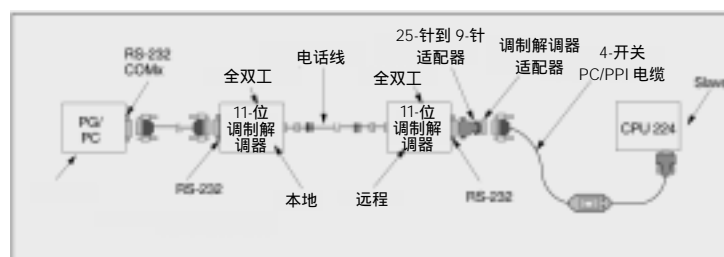 RS-232
COMx
全双工
电话线
25-针到 9-针
适配器
全双工
调制解调器
适配器
4-开关
PC/PPI 电缆
Slave
PG/
PC
11-位
调制解调
器
11-位
调制解调
器
CPU 224
RS-232
本地
远程
RS-232